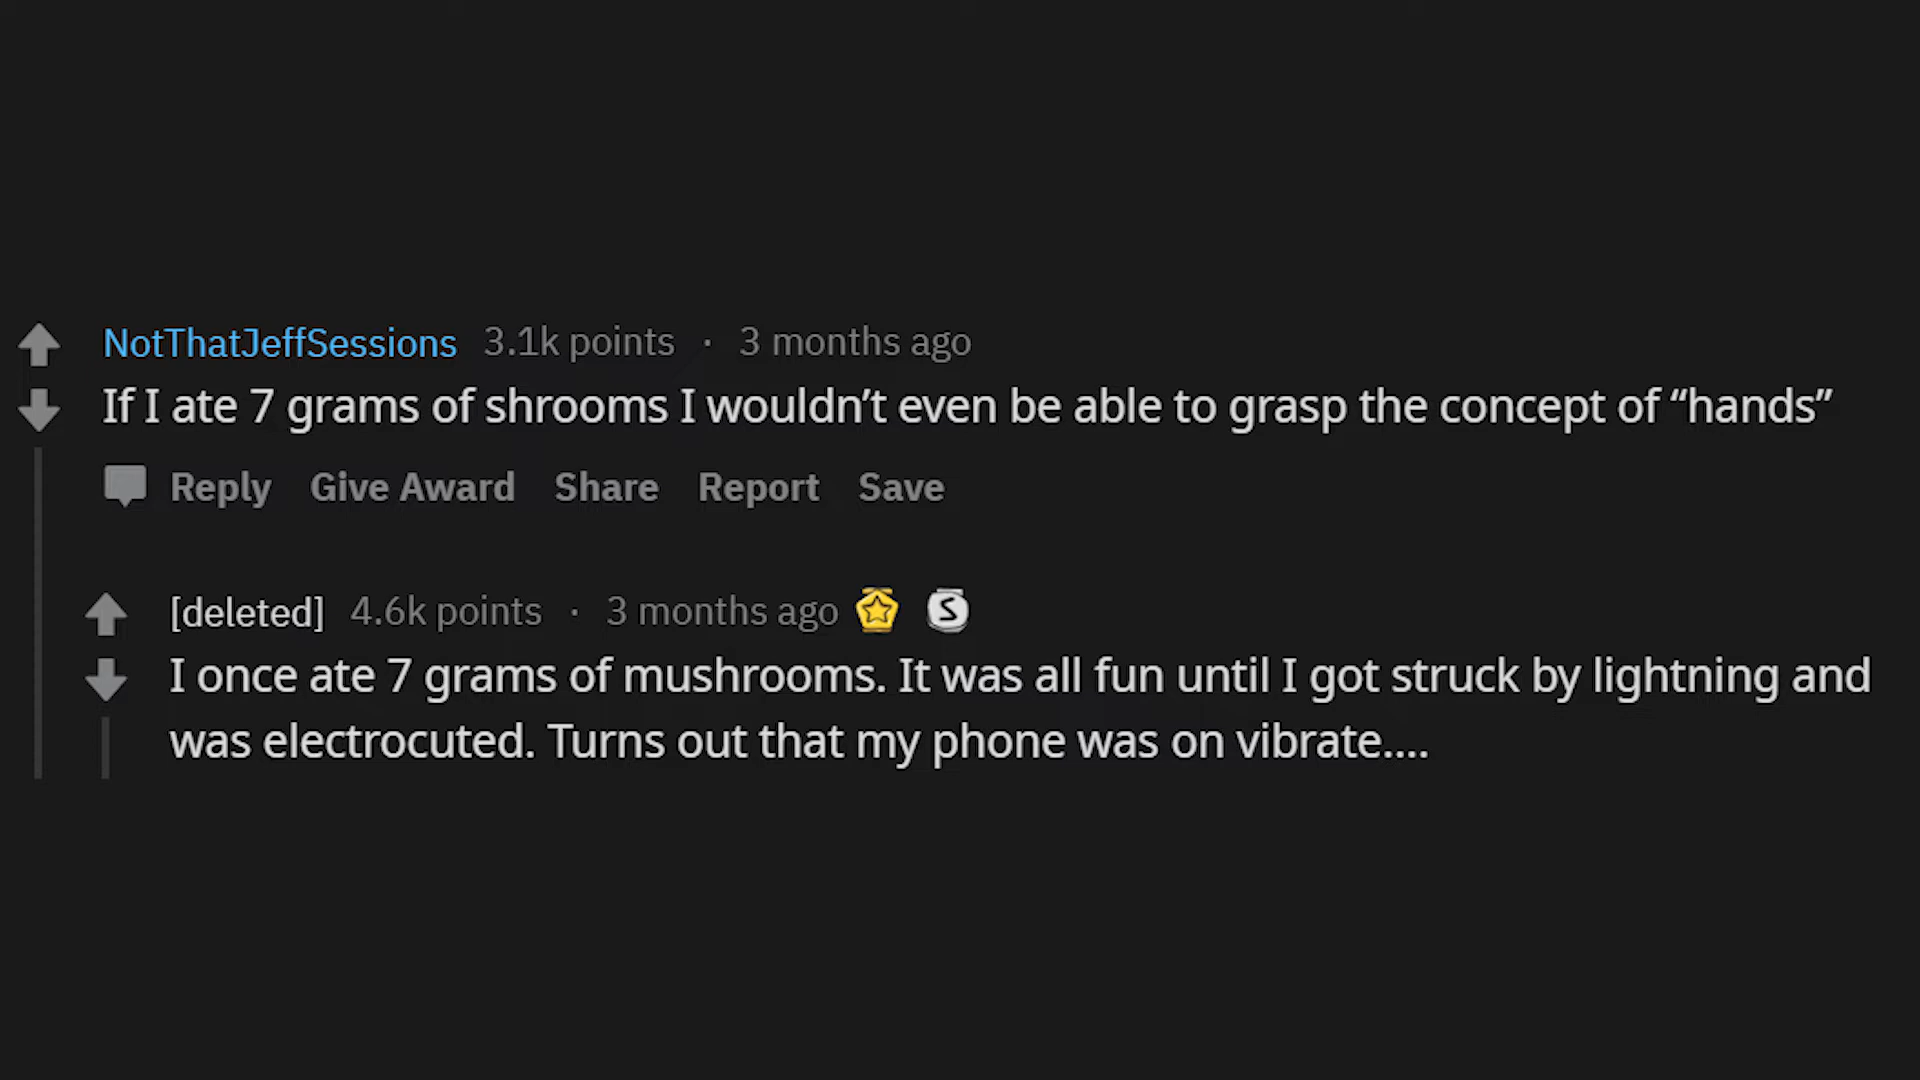 NotThatJeffSessions 3.1k points · 3 months ago
If I ate 7 grams of shrooms I wouldn’t even be able to grasp the concept of “hands”
Reply Give Award Share Report Save
[deleted] 4.6k points · 3 months ago S
I once ate 7 grams of mushrooms. It was all fun until I got struck by lightning and
was electrocuted. Turns out that my phone was on vibrate....